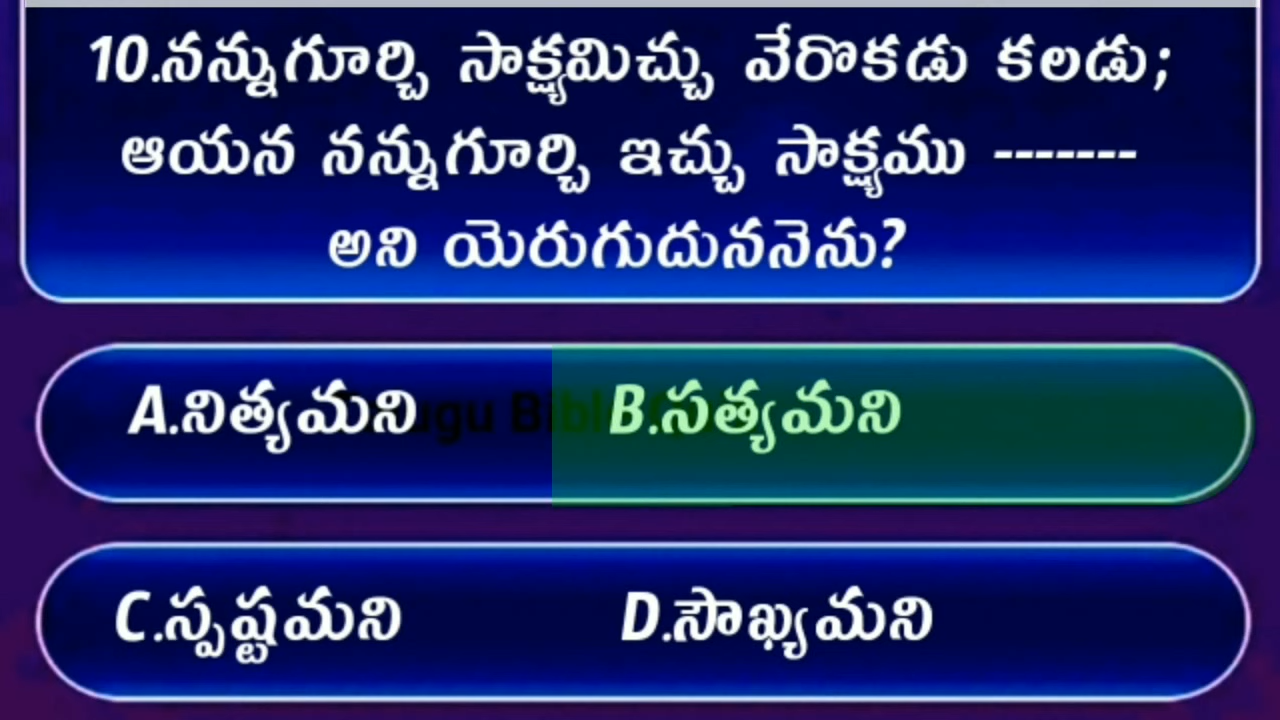 10.నన్నుగూర్చి సాక్ష్యమిచ్చు వేరొకడు కలడు;
ఆయన నన్నుగూర్చి ఇచ్చు సాక్ష్యము -------
అని యెరుగుదుననెను?
A.నిత్యమని B.సత్యమని
C.స్పష్టమని D.సౌఖ్యమని